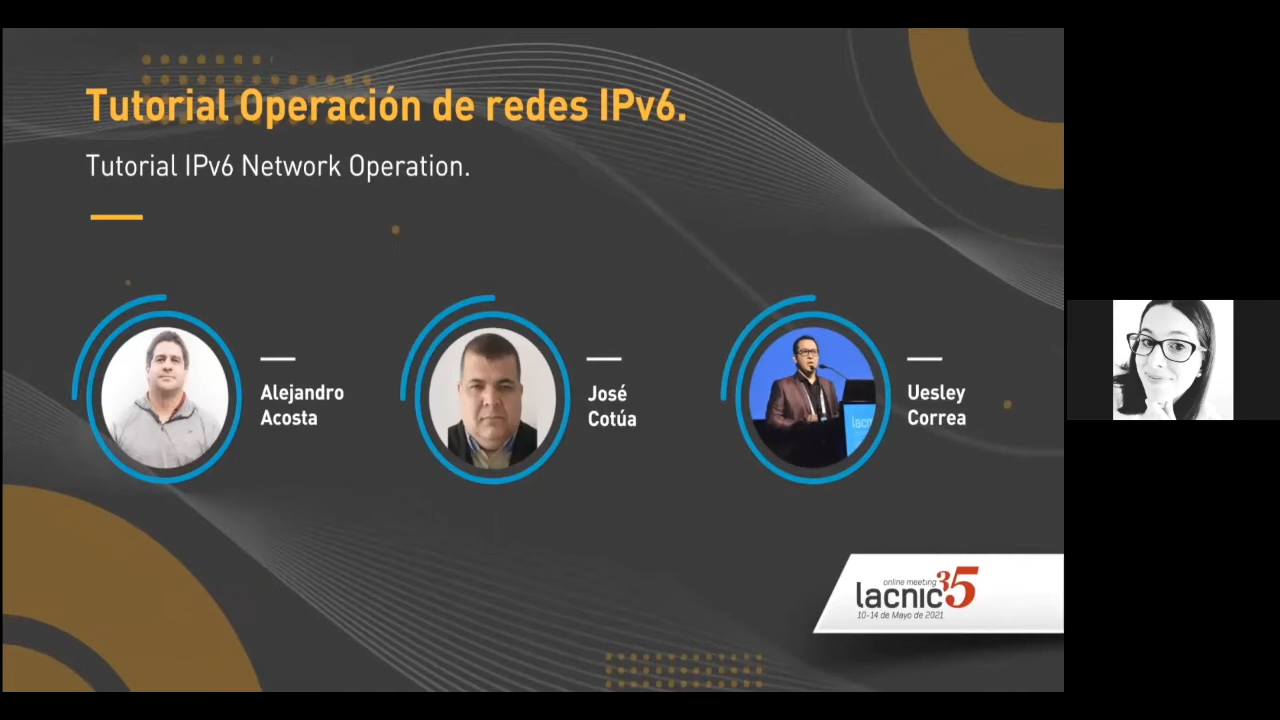 Tutorial Operación de redes IPv6.
Tutorial IPv6 Network Operation.
Alejandro
Acosta
José
Cotúa
Uesley
Correa
lacnic
online meeting
lacnic35
10-14 de Mayo de 2021